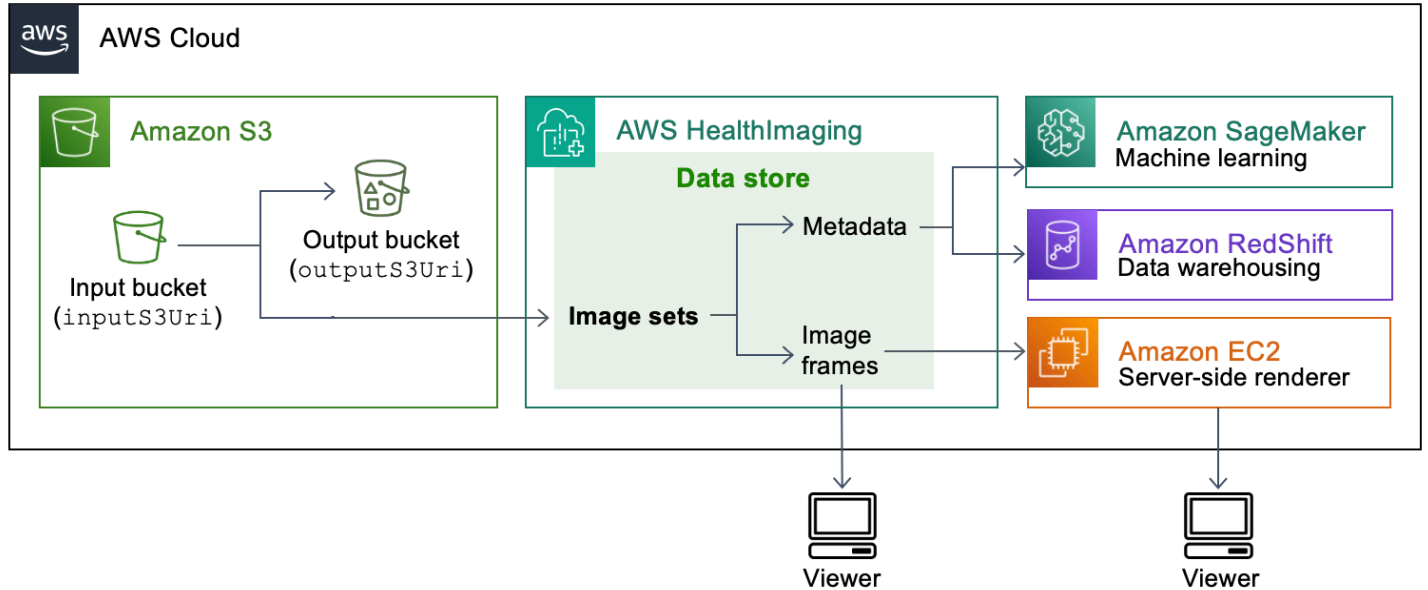 aws
AWS Cloud
Amazon S3
Input bucket
(inputS3Uri)
Output bucket
(outputS3Uri)
AWS HealthImaging
Data store
Image sets
Metadata
Image
frames
Amazon SageMaker
Machine learning
Amazon RedShift
Data warehousing
Amazon EC2
Server-side renderer
Viewer
Viewer